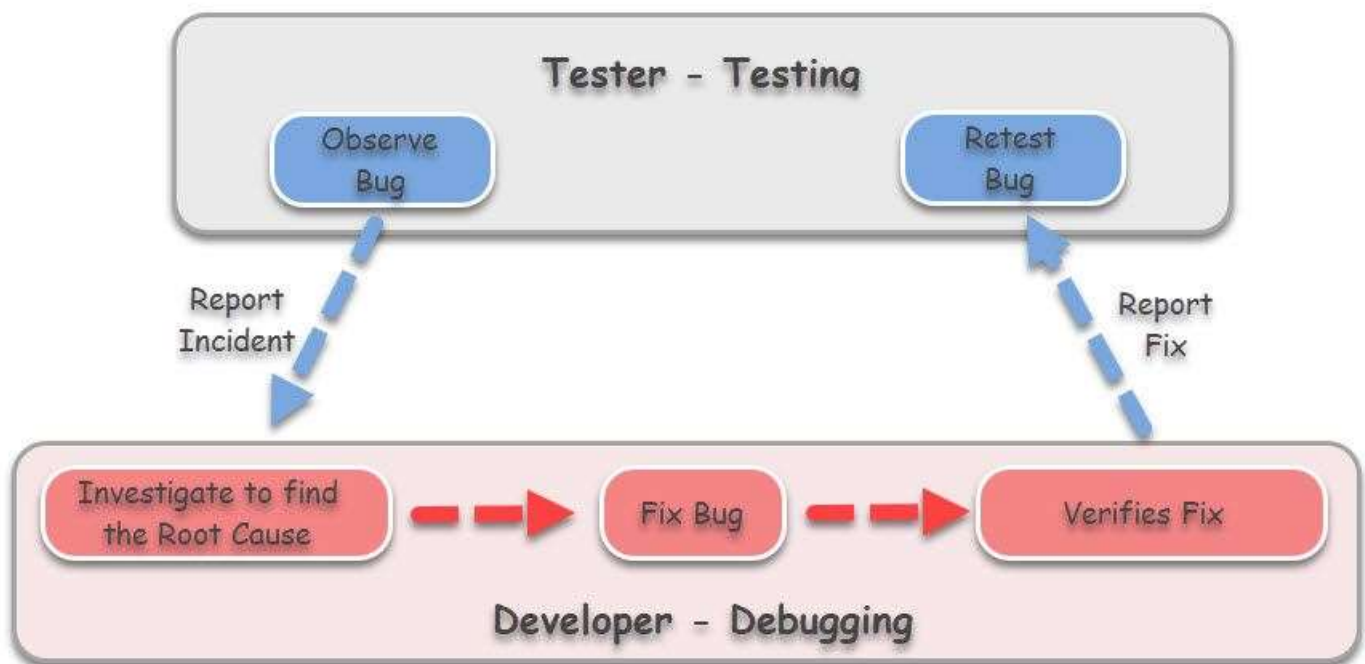 Tester - Testing
Observe
Bug
Retest
Bug
Report
Incident
Report
Fix
Investigate to find
the Root Cause
Fix Bug
Verifies Fix
Developer - Debugging